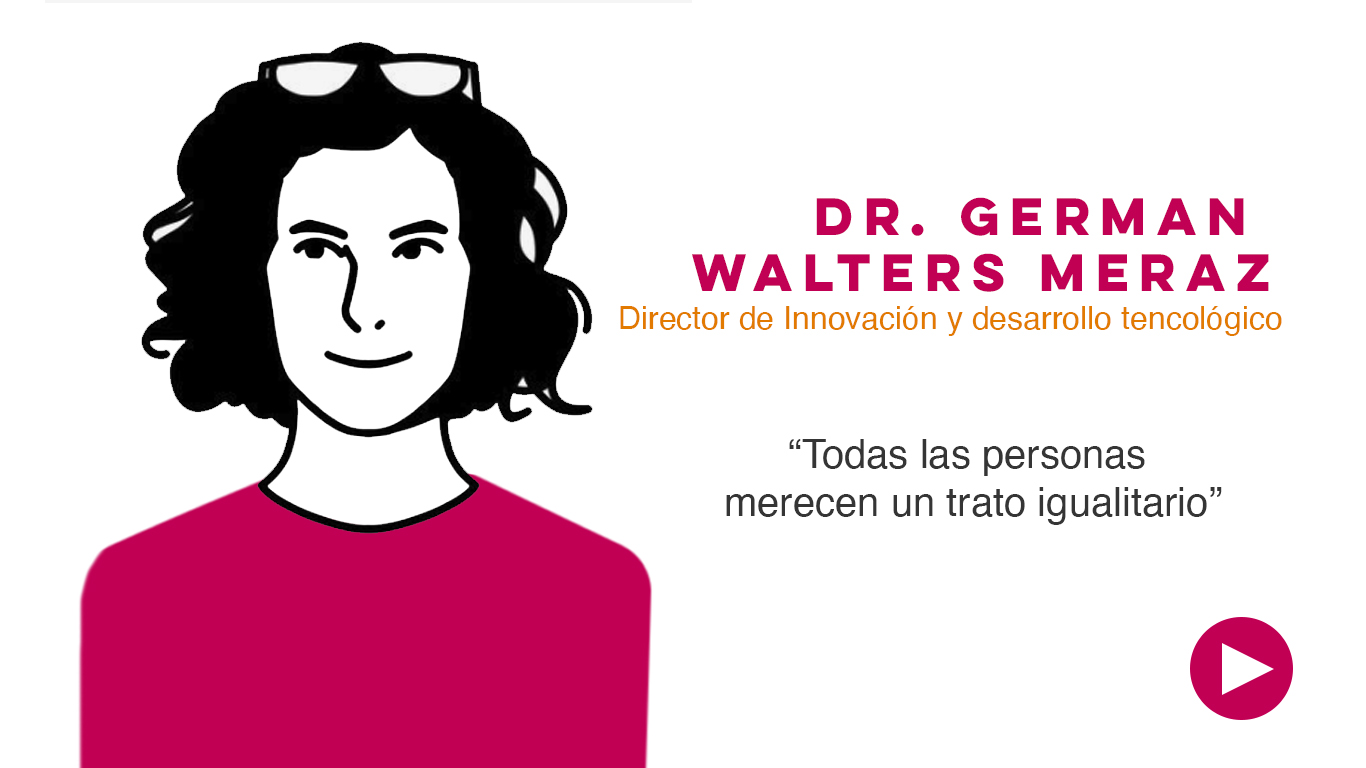 DR. GERMAN
WALTERS MERAZ
Director de Innovación y desarrollo tencológico
“Todas las personas
merecen un trato igualitario”